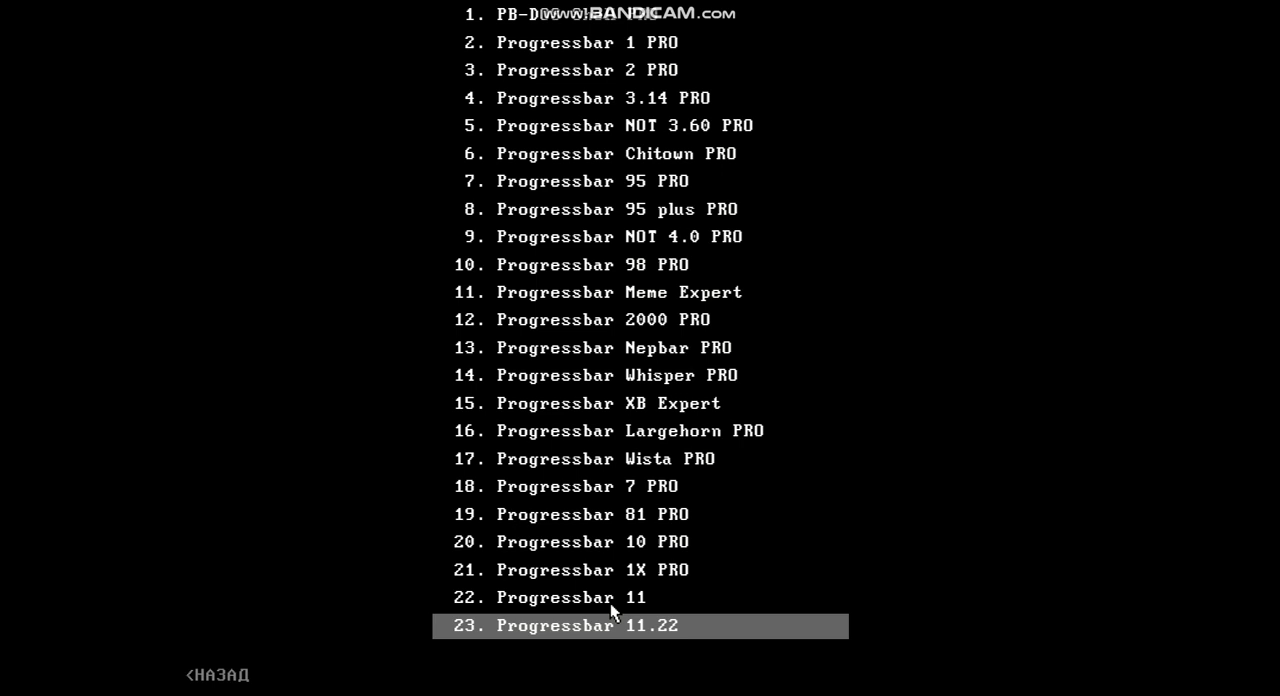 www.BANDICAM.com
1. PB-DOS Shell PRO
2. Progressbar 1 PRO
3. Progressbar 2 PRO
4. Progressbar 3.14 PRO
5. Progressbar NOT 3.60 PRO
6. Progressbar Chitown PRO
7. Progressbar 95 PRO
8. Progressbar 95 plus PRO
9. Progressbar NOT 4.0 PRO
10. Progressbar 98 PRO
11. Progressbar Meme Expert
12. Progressbar 2000 PRO
13. Progressbar Nepbar PRO
14. Progressbar Whisper PRO
15. Progressbar XB Expert
16. Progressbar Largehorn PRO
17. Progressbar Wista PRO
18. Progressbar 7 PRO
19. Progressbar 81 PRO
20. Progressbar 10 PRO
21. Progressbar 1X PRO
22. Progressbar 11
23. Progressbar 11.22
<НАЗАД